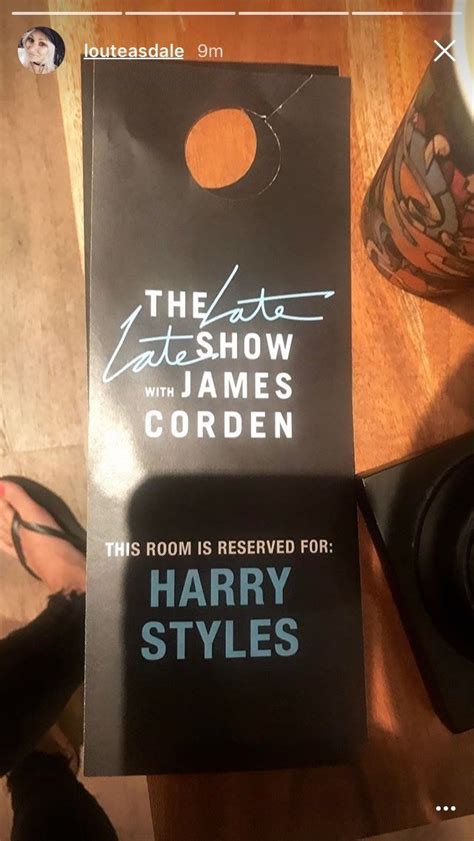 louteasdale 9m
THE Late
Late SHOW
WITH JAMES
CORDEN
THIS ROOM IS RESERVED FOR:
HARRY
STYLES